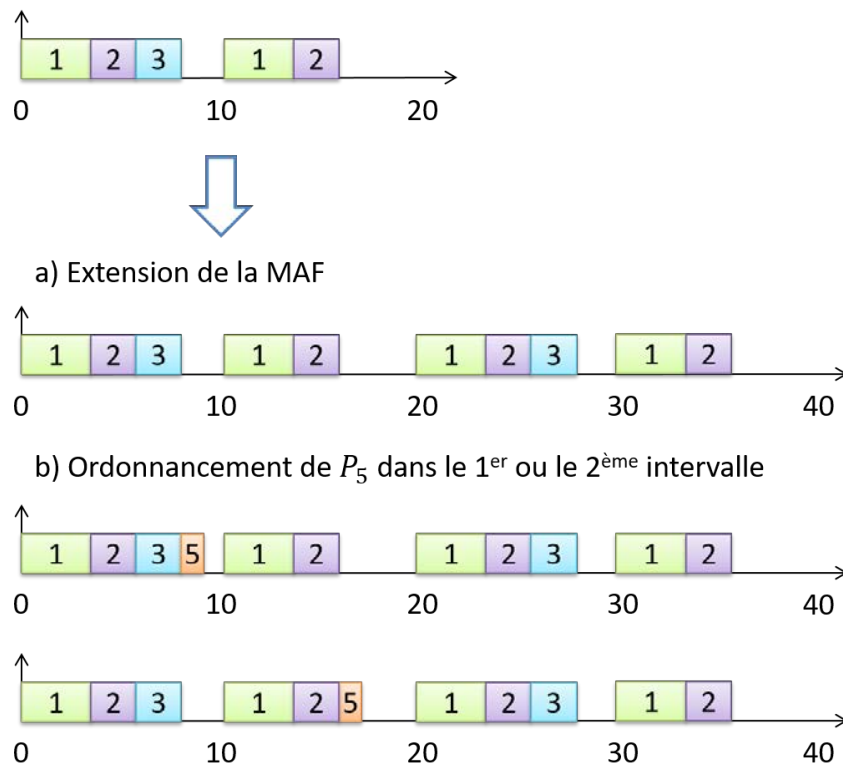 1 2 3 1 2
0 10 20
a) Extension de la MAF
1 2 3 1 2 1 2 3 1 2
0 10 20 30 40
b) Ordonnancement de P₅ dans le 1ᵉʳ ou le 2ᵉᵐᵉ intervalle
1 2 3 5 1 2 1 2 3 1 2
0 10 20 30 40
1 2 3 1 2 5 1 2 3 1 2
0 10 20 30 40